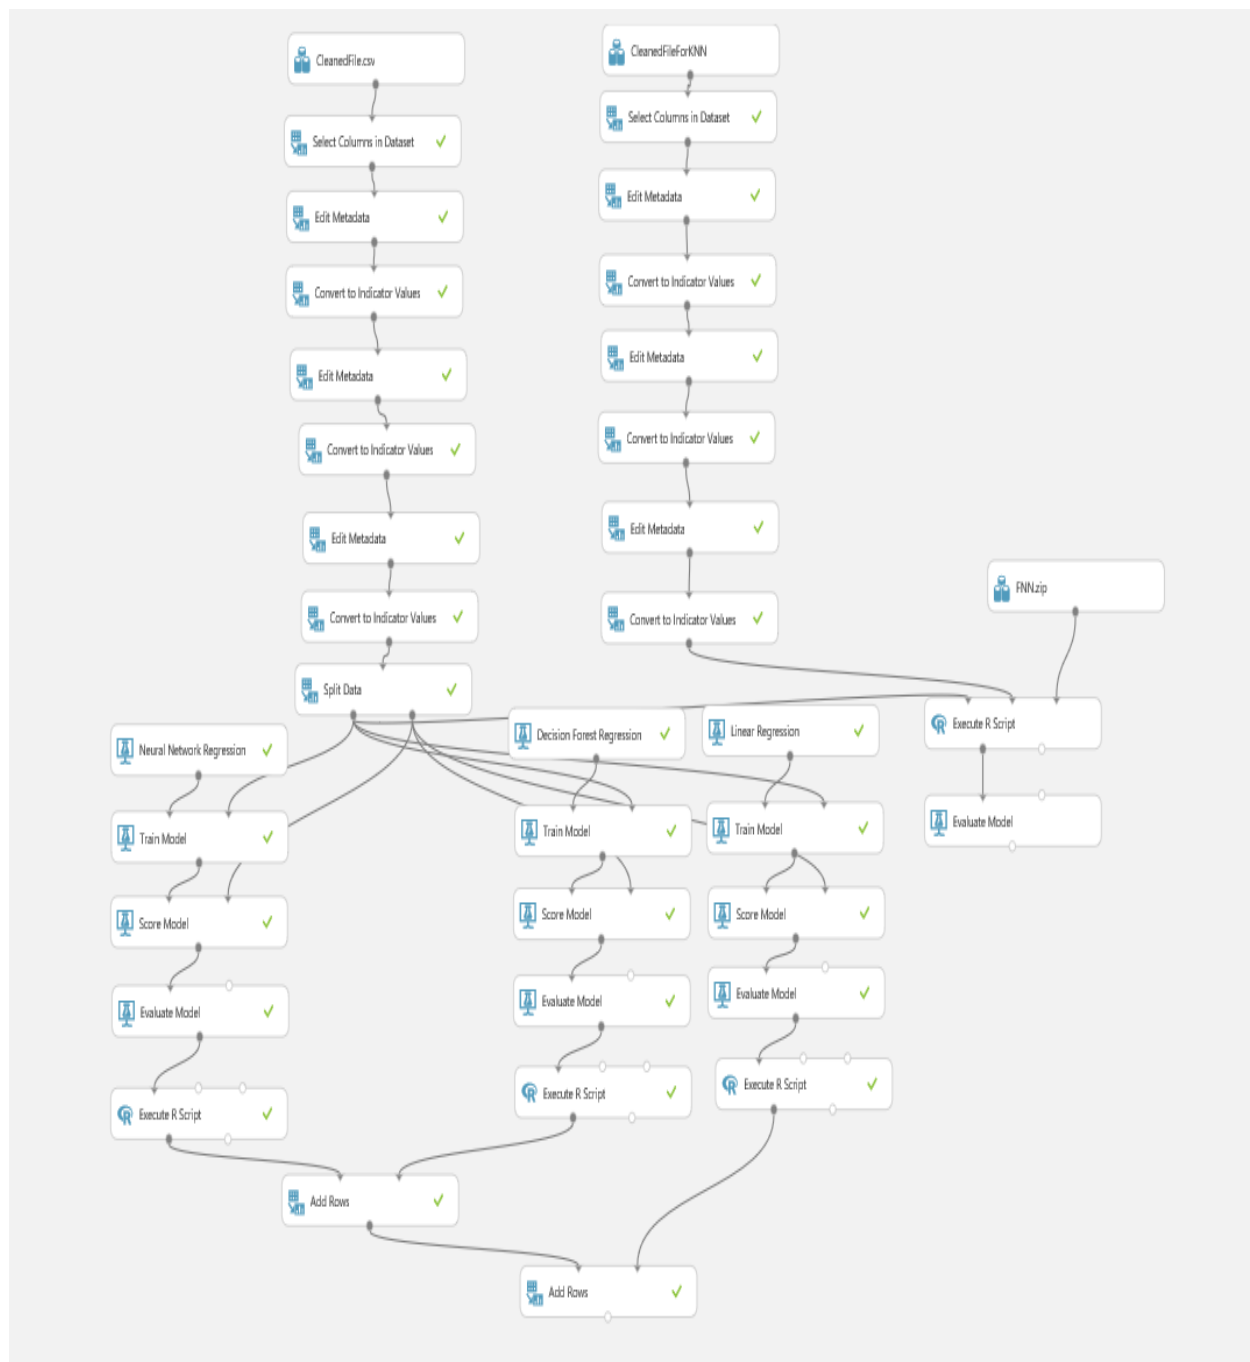 CleanedFile.csv
CleanedFileForKNN
Select Columns in Dataset
Select Columns in Dataset
Edit Metadata
Edit Metadata
Convert to Indicator Values
Convert to Indicator Values
Edit Metadata
Edit Metadata
Convert to Indicator Values
Convert to Indicator Values
Edit Metadata
Edit Metadata
FNN.zip
Convert to Indicator Values
Convert to Indicator Values
Split Data
Execute R Script
Neural Network Regression
Decision Forest Regression
Linear Regression
Evaluate Model
Train Model
Train Model
Train Model
Score Model
Score Model
Score Model
Evaluate Model
Evaluate Model
Evaluate Model
Execute R Script
Execute R Script
Execute R Script
Add Rows
Add Rows